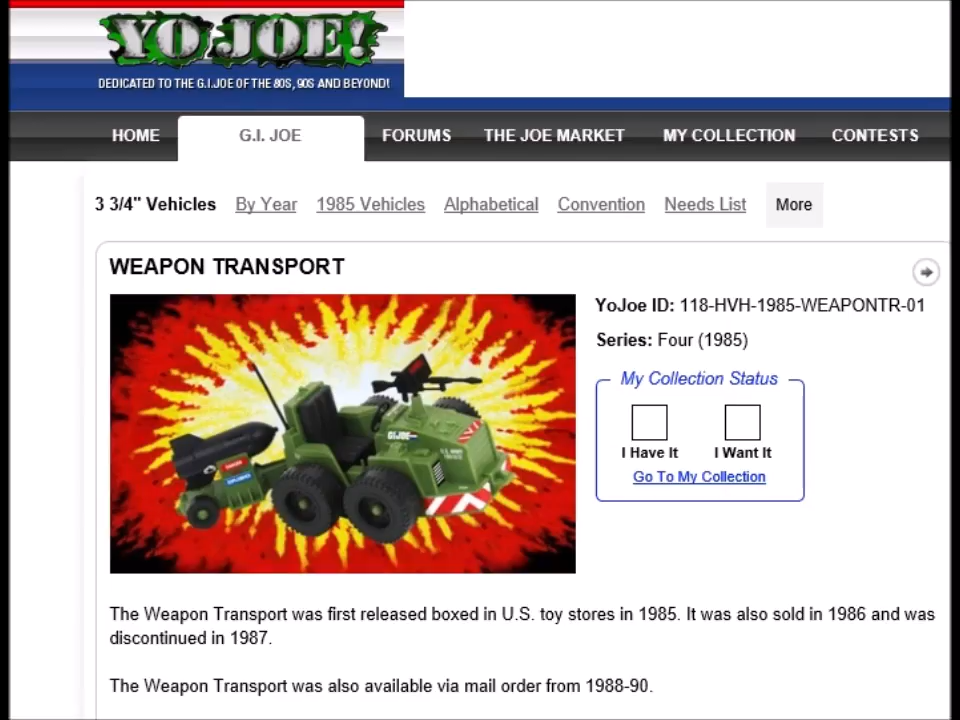 YO JOE!
DEDICATED TO THE G.I.JOE OF THE 80S, 90S AND BEYOND!
HOME G.I. JOE FORUMS THE JOE MARKET MY COLLECTION CONTESTS
3 3/4" Vehicles By Year 1985 Vehicles Alphabetical Convention Needs List More
WEAPON TRANSPORT
YoJoe ID: 118-HVH-1985-WEAPONTR-01
Series: Four (1985)
My Collection Status
I Have It I Want It
Go To My Collection
G.I. JOE
The Weapon Transport was first released boxed in U.S. toy stores in 1985. It was also sold in 1986 and was
discontinued in 1987.
The Weapon Transport was also available via mail order from 1988-90.